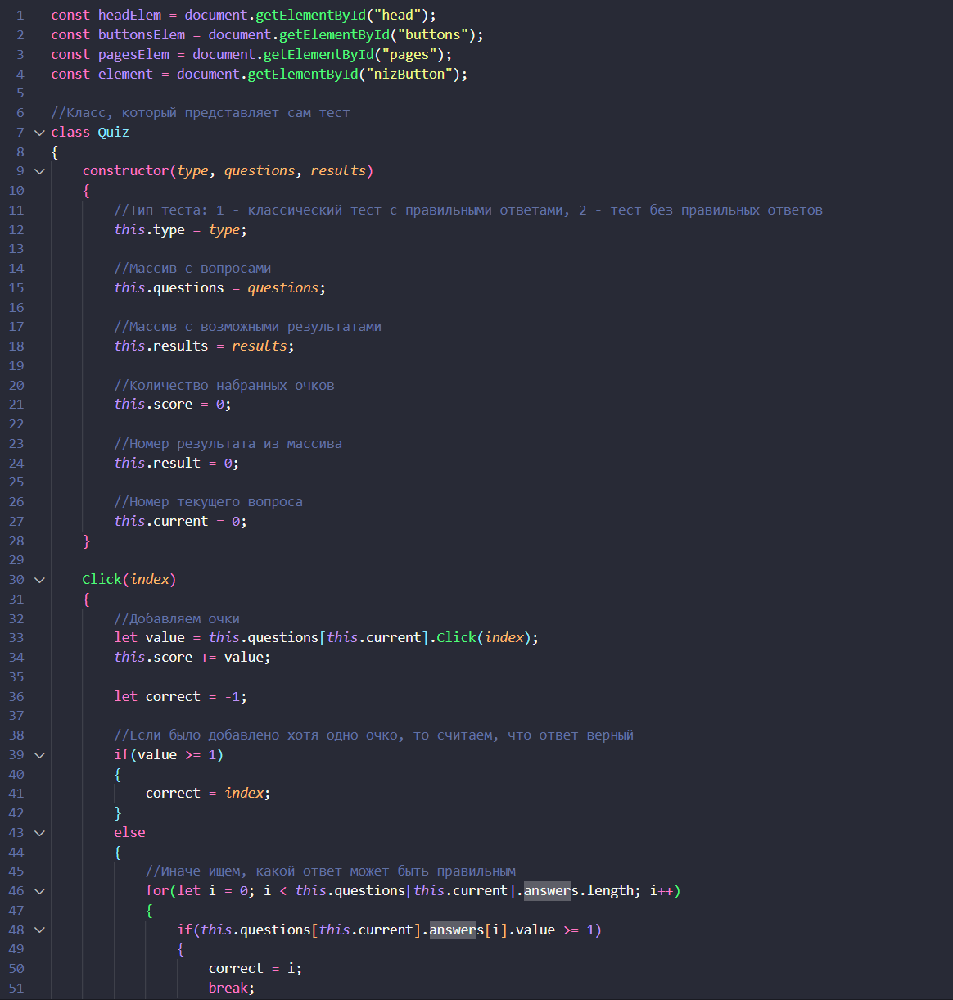 1 const headElem = document.getElementById("head");
2 const buttonsElem = document.getElementById("buttons");
3 const pagesElem = document.getElementById("pages");
4 const element = document.getElementById("nizButton");
5
6 //Класс, который представляет сам тест
7 class Quiz
8 {
9 constructor(type, questions, results)
10 {
11 //Тип теста: 1 - классический тест с правильными ответами, 2 - тест без правильных ответов
12 this.type = type;
13
14 //Массив с вопросами
15 this.questions = questions;
16
17 //Массив с возможными результатами
18 this.results = results;
19
20 //Количество набранных очков
21 this.score = 0;
22
23 //Номер результата из массива
24 this.result = 0;
25
26 //Номер текущего вопроса
27 this.current = 0;
28 }
29
30 Click(index)
31 {
32 //Добавляем очки
33 let value = this.questions[this.current].Click(index);
34 this.score += value;
35
36 let correct = -1;
37
38 //Если было добавлено хотя одно очко, то считаем, что ответ верный
39 if(value >= 1)
40 {
41 correct = index;
42 }
43 else
44 {
45 //Иначе ищем, какой ответ может быть правильным
46 for(let i = 0; i < this.questions[this.current].answers.length; i++)
47 {
48 if(this.questions[this.current].answers[i].value >= 1)
49 {
50 correct = i;
51 break;